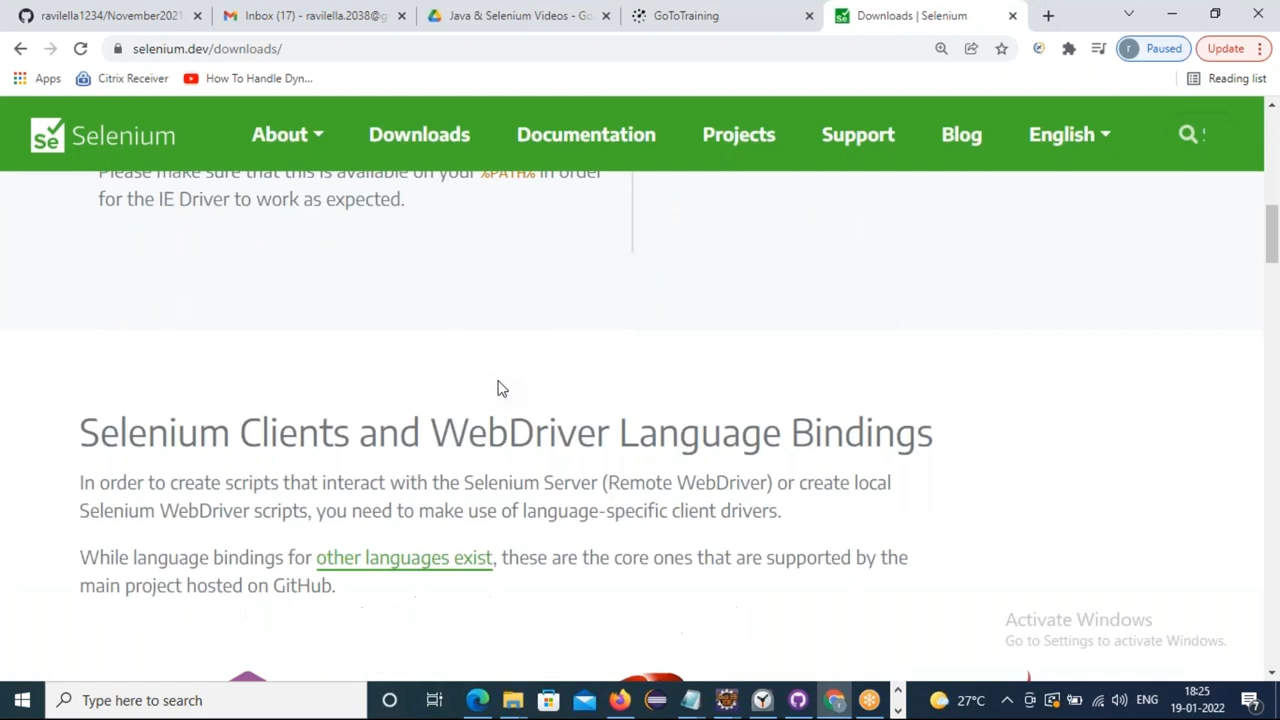 ravilella1234/November2021
Inbox (17) - ravilella.2038@g
Java & Selenium Videos - Go
GoToTraining
Downloads | Selenium
selenium.dev/downloads/
r Paused
Update
Apps
Citrix Receiver
How To Handle Dyn...
Reading list
Se Selenium
About
Downloads
Documentation
Projects
Support
Blog
English
Please make sure that this is available on your %PATH% in order
for the IE Driver to work as expected.
Selenium Clients and WebDriver Language Bindings
In order to create scripts that interact with the Selenium Server (Remote WebDriver) or create local
Selenium WebDriver scripts, you need to make use of language-specific client drivers.
While language bindings for other languages exist, these are the core ones that are supported by the
main project hosted on GitHub.
Activate Windows
Go to Settings to activate Windows.
Type here to search
27°C
ENG
18:25
19-01-2022
7